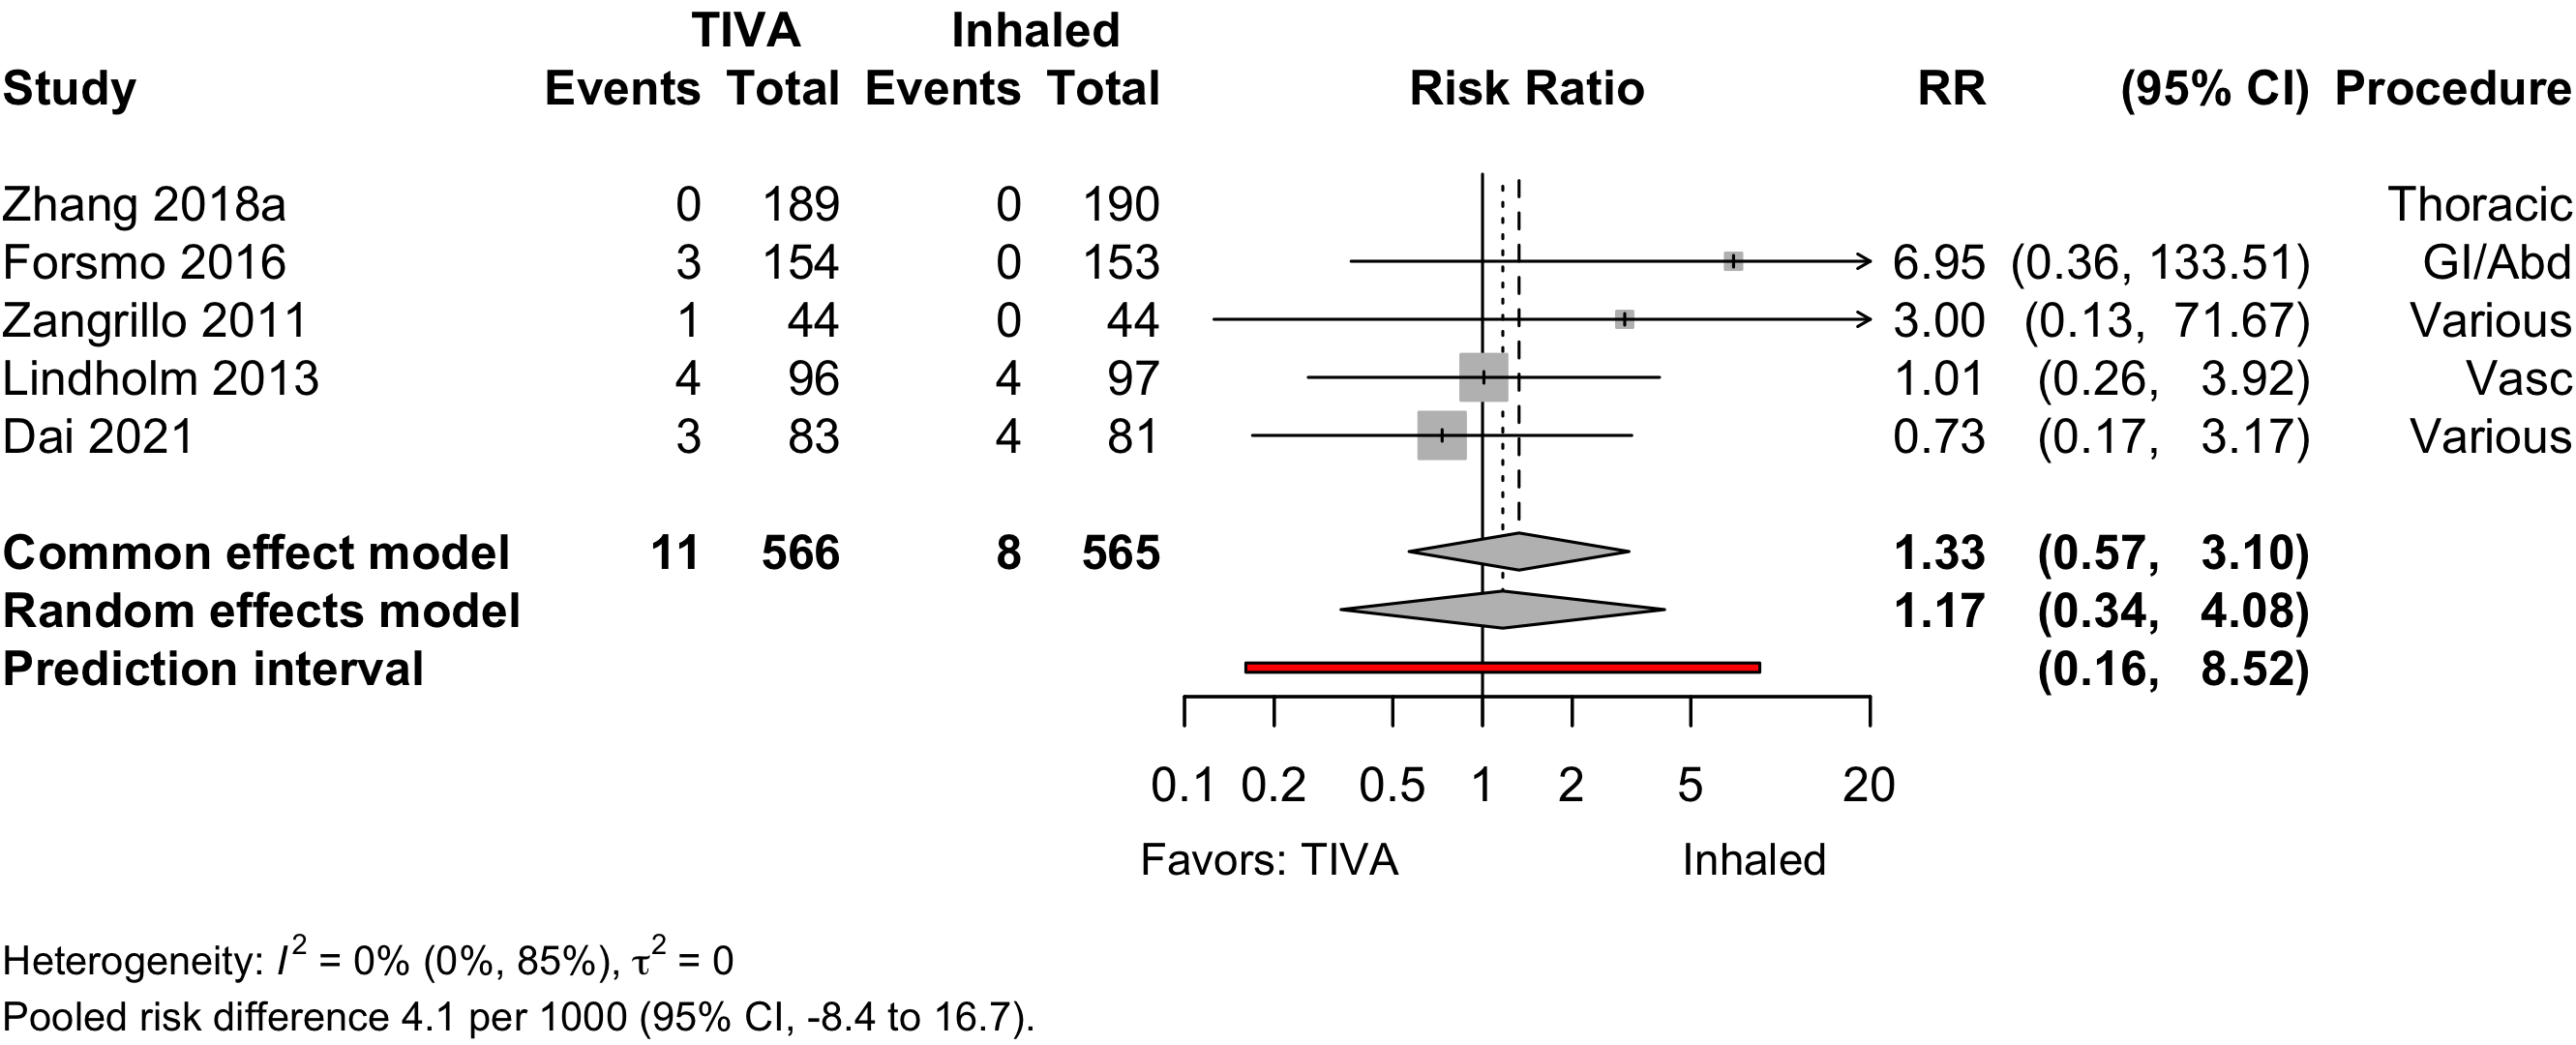 TIVA Inhaled
Study Events Total Events Total Risk Ratio RR (95% CI) Procedure
Zhang 2018a 0 189 0 190 Thoracic
Forsmo 2016 3 154 0 153 6.95 (0.36, 133.51) GI/Abd
Zangrillo 2011 1 44 0 44 3.00 (0.13, 71.67) Various
Lindholm 2013 4 96 4 97 1.01 (0.26, 3.92) Vasc
Dai 2021 3 83 4 81 0.73 (0.17, 3.17) Various
Common effect model 11 566 8 565 1.33 (0.57, 3.10)
Random effects model 1.17 (0.34, 4.08)
Prediction interval (0.16, 8.52)
0.1 0.2 0.5 1 2 5 20
Favors: TIVA Inhaled
Heterogeneity: I² = 0% (0%, 85%), τ² = 0
Pooled risk difference 4.1 per 1000 (95% CI, -8.4 to 16.7).